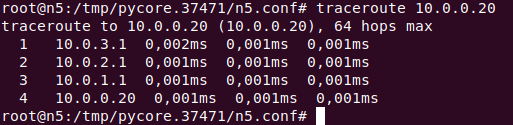 root@n5:/tmp/pycore.37471/n5.conf# traceroute 10.0.0.20
traceroute to 10.0.0.20 (10.0.0.20), 64 hops max
  1   10.0.3.1  0,002ms  0,001ms  0,001ms
  2   10.0.2.1  0,001ms  0,001ms  0,001ms
  3   10.0.1.1  0,001ms  0,001ms  0,001ms
  4   10.0.0.20  0,001ms  0,001ms  0,001ms
root@n5:/tmp/pycore.37471/n5.conf#